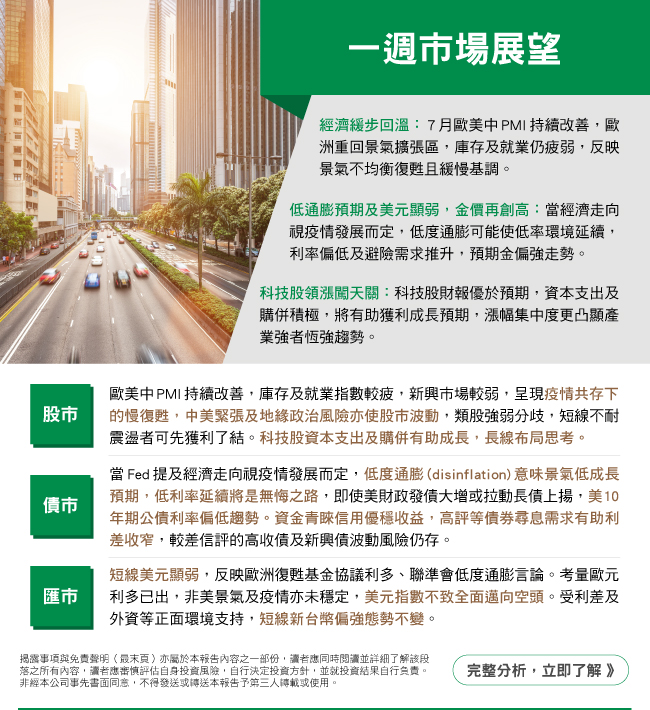 一週市場展望
經濟緩步回溫：7月歐美中PMI持續改善，歐
洲重回景氣擴張區，庫存及就業仍疲弱，反映
景氣不均衡復甦且緩慢基調。
低通膨預期及美元顯弱，金價再創高：當經濟走向
視疫情發展而定，低度通膨可能使低率環境延續，
利率偏低及避險需求推升，預期金偏強走勢。
科技股領漲闖天關：科技股財報優於預期，資本支出及
購併積極，將有助獲利成長預期，漲幅集中度更凸顯產
業強者恆強趨勢。
股市
歐美中PMI持續改善，庫存及就業指數較疲，新興市場較弱，呈現疫情共存下
的慢復甦，中美緊張及地緣政治風險亦使股市波動，類股強弱分歧，短線不耐
震盪者可先獲利了結。科技股資本支出及購併有助成長，長線布局思考。
債市
當Fed提及經濟走向視疫情發展而定，低度通膨(disinflation)意味景氣低成長
預期，低利率延續將是無悔之路，即使美財政發債大增或拉動長債上揚，美10
年期公債利率偏低趨勢。資金青睞信用優穩收益，高評等債券尋息需求有助利
差收窄，較差信評的高收債及新興債波動風險仍存。
匯市
短線美元顯弱，反映歐洲復甦基金協議利多、聯準會低度通膨言論。考量歐元
利多已出，非美景氣及疫情亦未穩定，美元指數不致全面邁向空頭。受利差及
外資等正面環境支持，短線新台幣偏強態勢不變。
揭露事項與免責聲明（最末頁）亦屬於本報告內容之一部份，讀者應同時閱讀並詳細了解該段
落之所有內容，讀者應審慎評估自身投資風險，自行決定投資方針，並就投資結果自行負責。
非經本公司事先書面同意，不得發送或轉送本報告予第三人轉載或使用。
完整分析，立即了解》